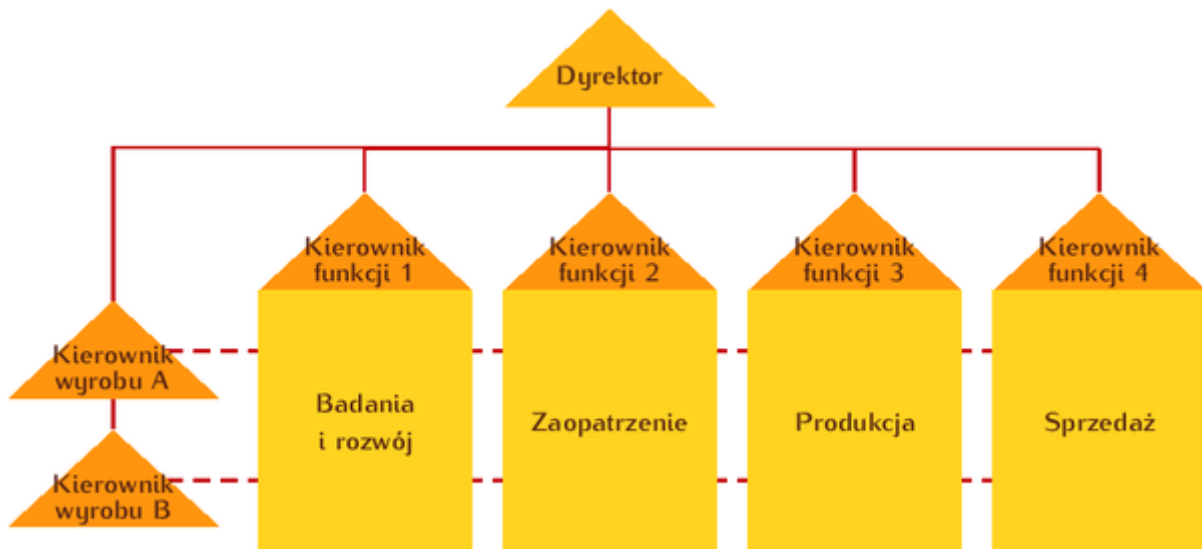 Dyrektor
Kierownik
funkcji 1
Kierownik
funkcji 2
Kierownik
funkcji 3
Kierownik
funkcji 4
Kierownik
wyrobu A
Badania
i rozwój
Zaopatrzenie
Produkcja
Sprzedaż
Kierownik
wyrobu B